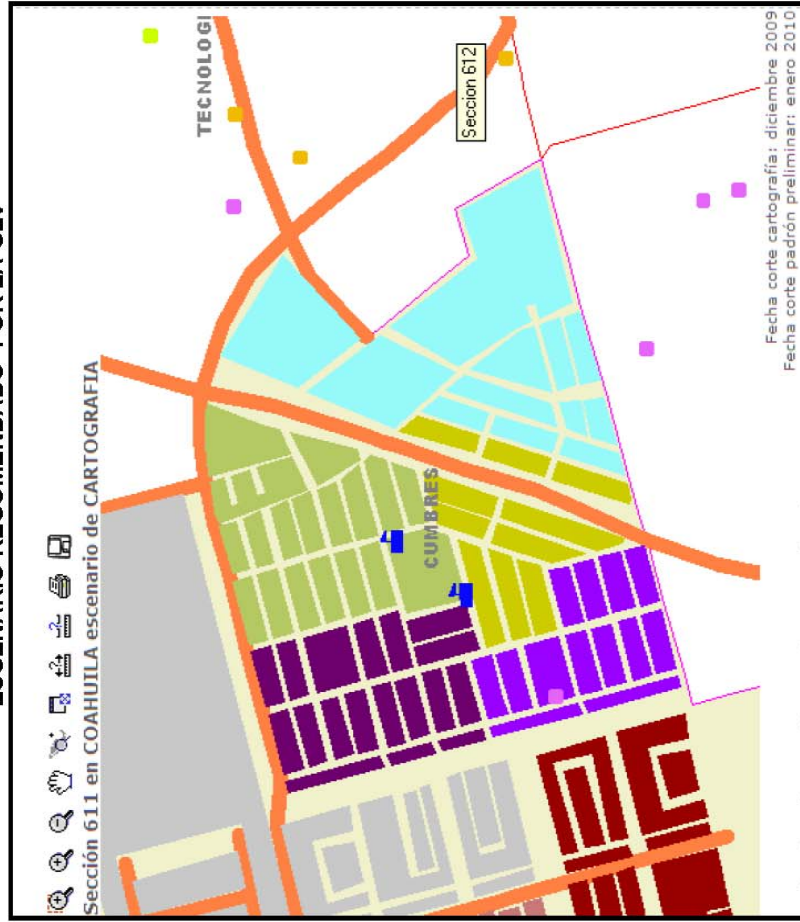 Sección 611 en COAHUILA escenario de CARTOGRAFIA
TECNOLOGI
Seccion 612
CUMBRES
Fecha corte cartografía: diciembre 2009
Fecha corte padrón preliminar: enero 2010